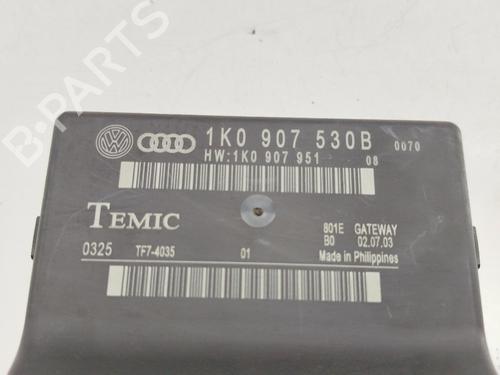 1K0 907 530B 0070
HW:1K0 907 951 08
TEMIC
801E GATEWAY
B0 02.07.03
0325 TF7-4035 01 Made in Philippines
B-PARTS